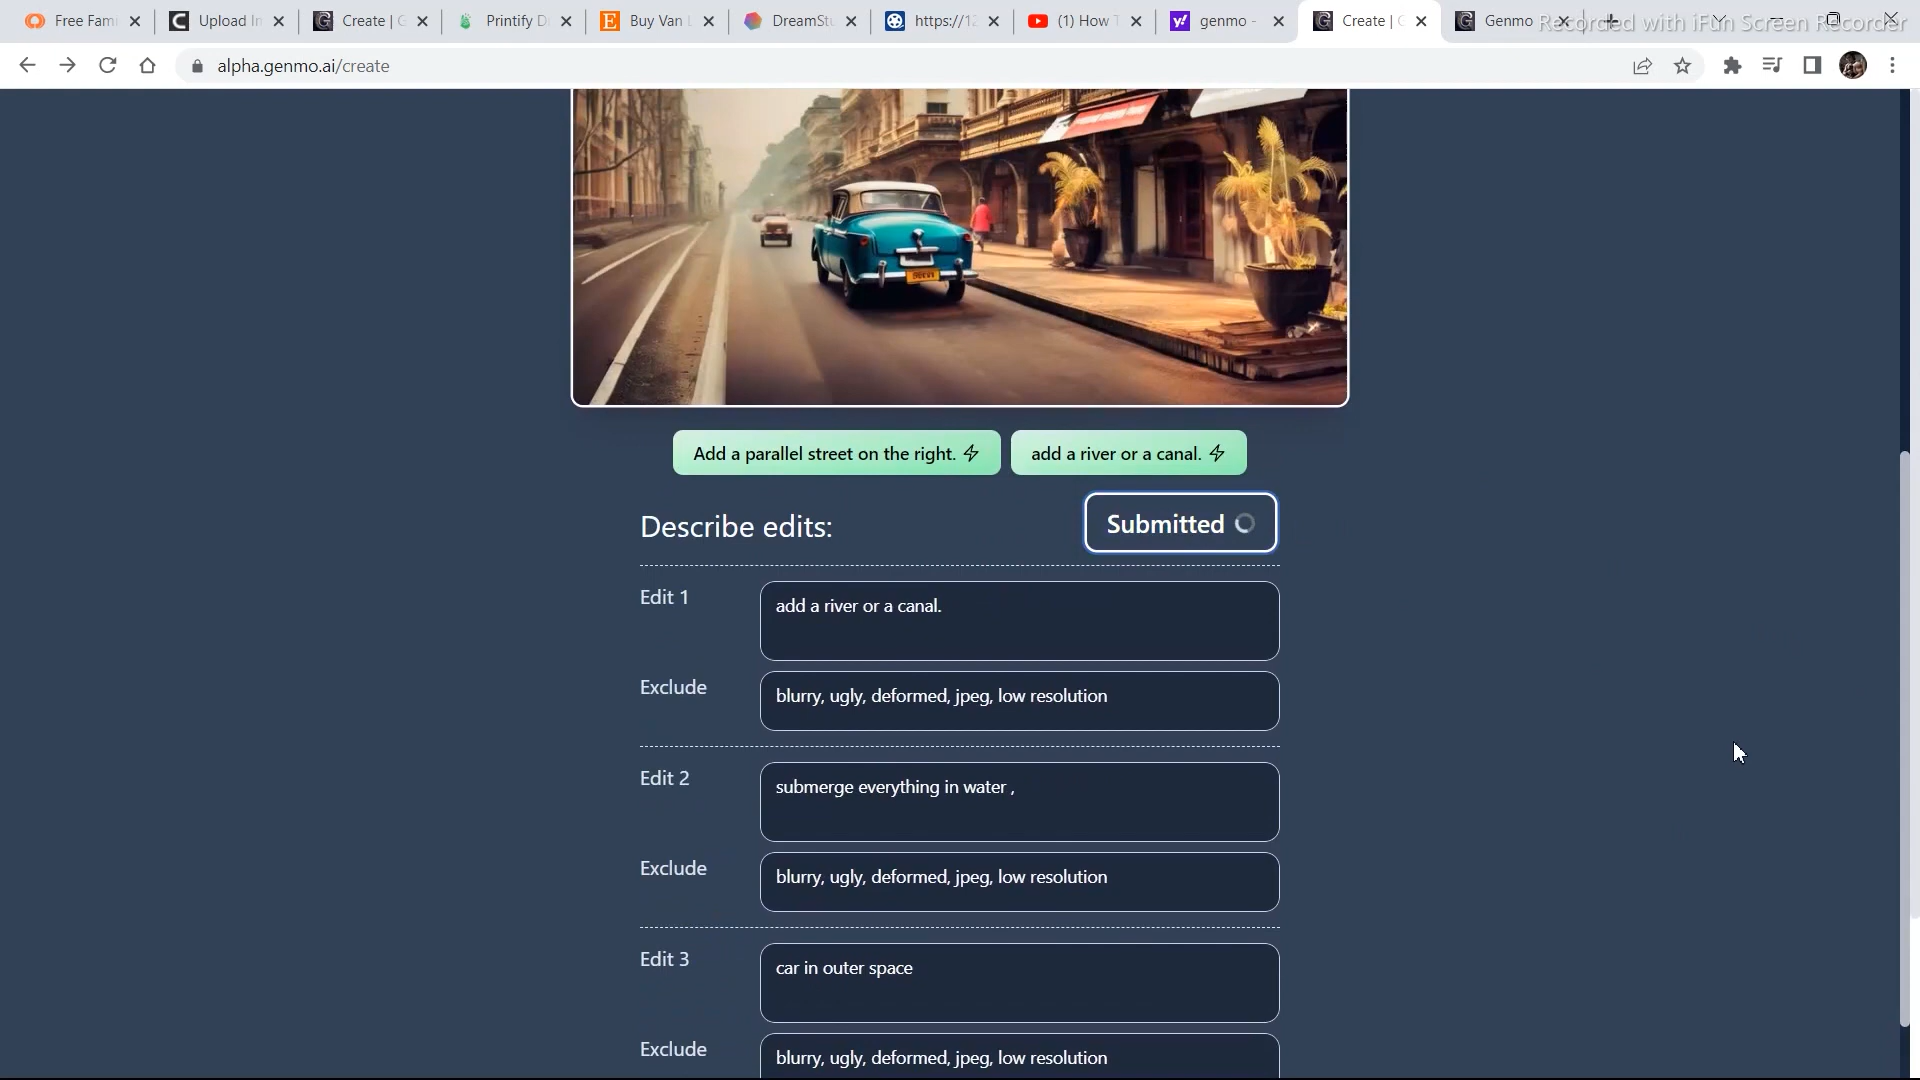 Free Fami
Upload In
Create | G
Printify D
Buy Van L
DreamStu
https://12
(1) How T
genmo -
Create | G
Genmo
Recorded with iFun Screen Recorder
alpha.genmo.ai/create
Add a parallel street on the right.
add a river or a canal.
Describe edits:
Submitted
Edit 1
add a river or a canal.
Exclude
blurry, ugly, deformed, jpeg, low resolution
Edit 2
submerge everything in water ,
Exclude
blurry, ugly, deformed, jpeg, low resolution
Edit 3
car in outer space
Exclude
blurry, ugly, deformed, jpeg, low resolution